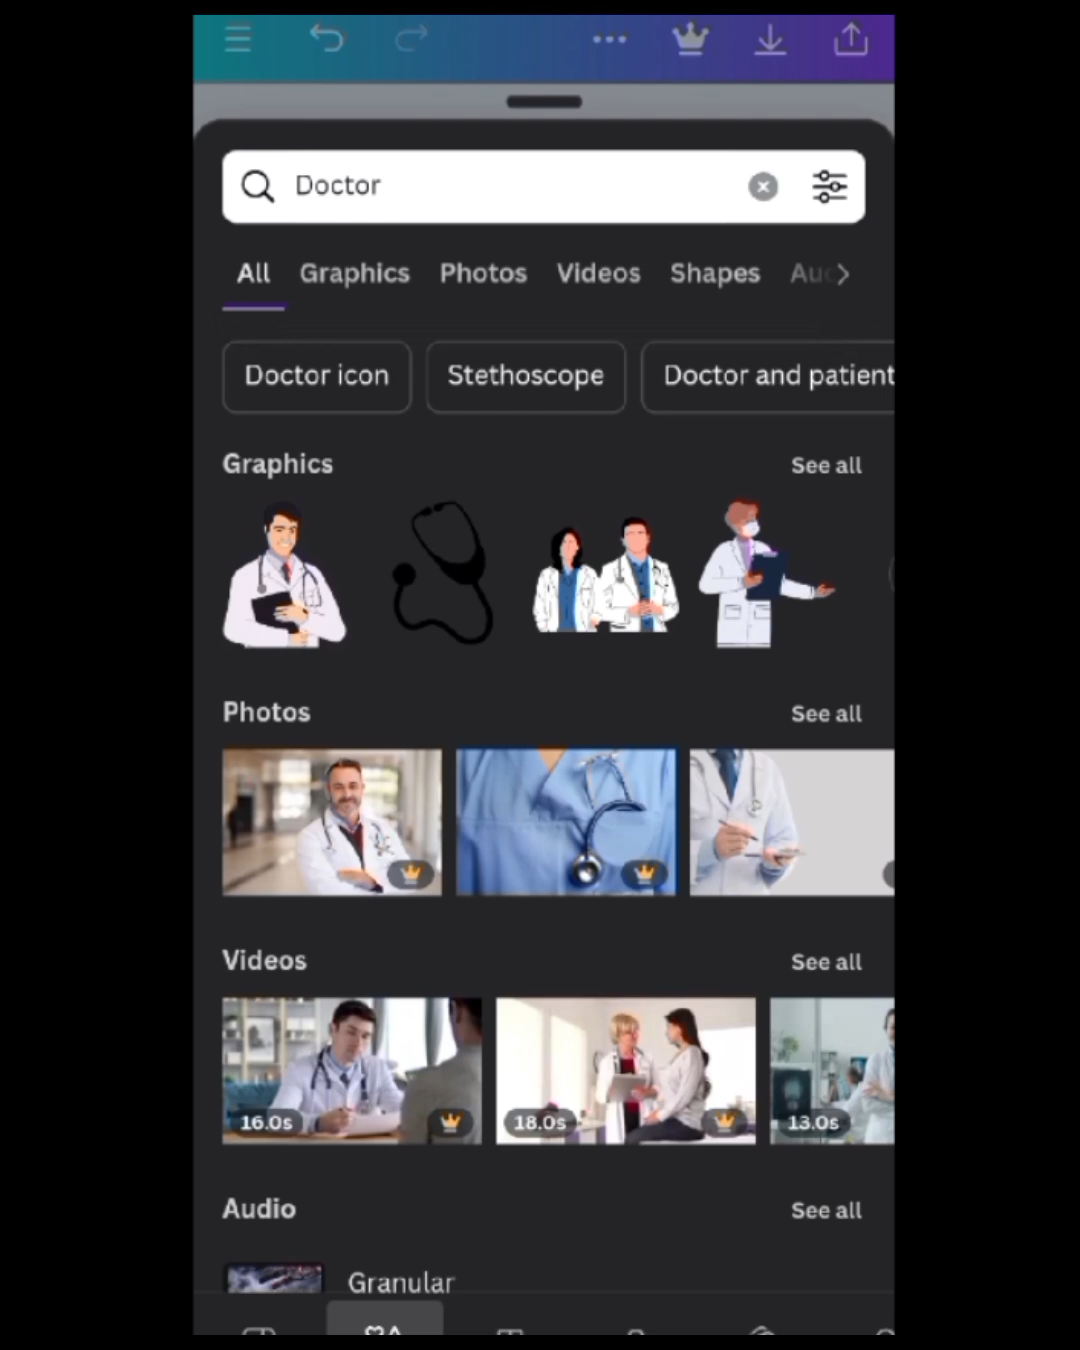 Doctor
All Graphics Photos Videos Shapes
Doctor icon Stethoscope Doctor and patient
Graphics See all
Photos See all
Videos See all
16.0s 18.0s 13.0s
Audio See all
Granular